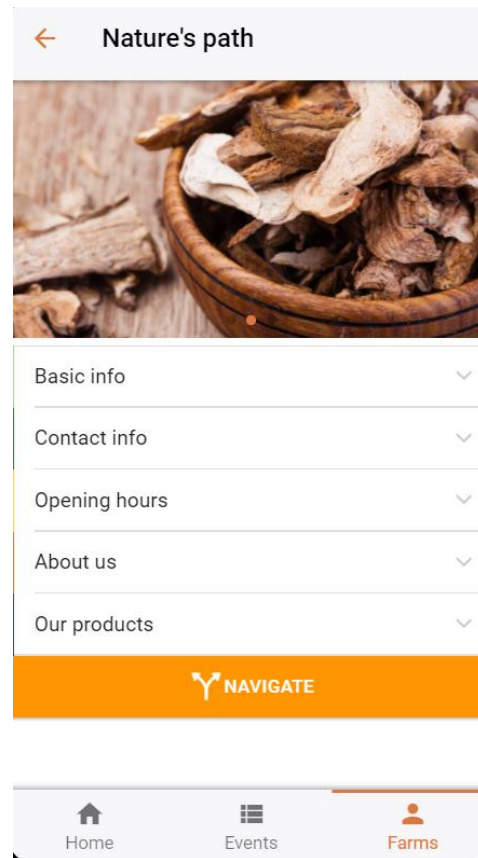 Nature's path
Basic info
Contact info
Opening hours
About us
Our products
NAVIGATE
Home
Events
Farms